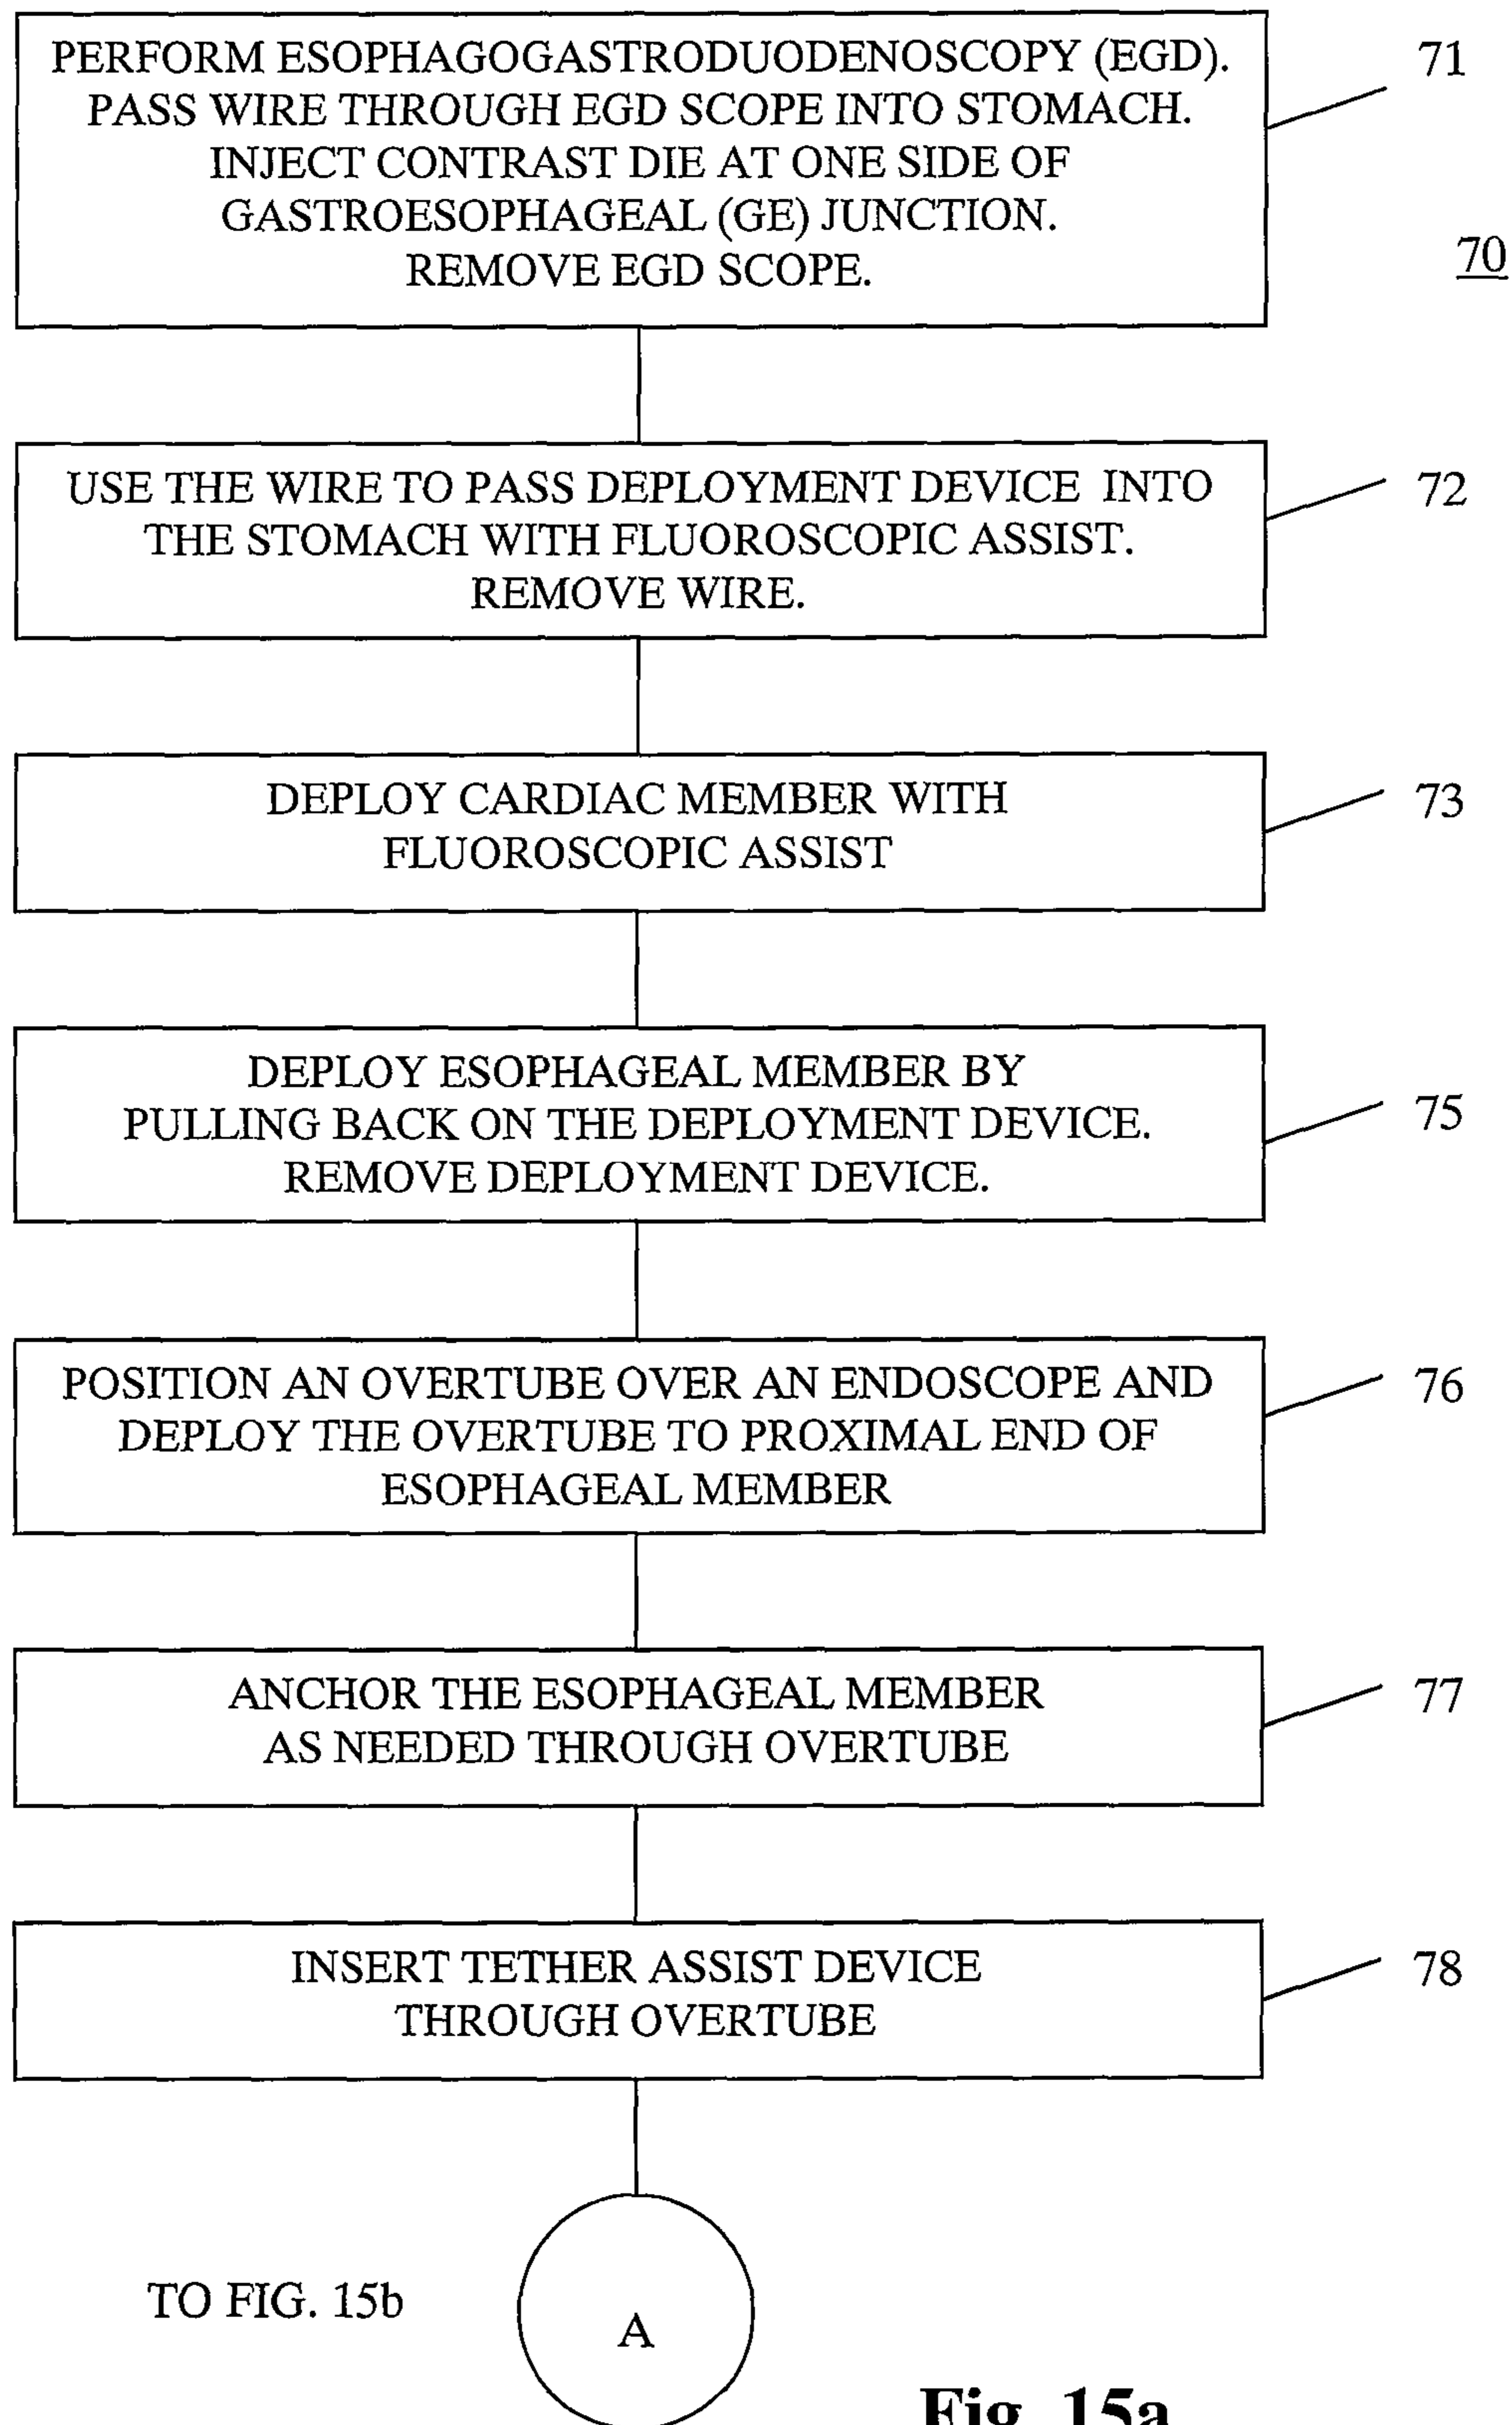 PERFORM ESOPHAGOGASTRODUODENOSCOPY (EGD).
PASS WIRE THROUGH EGD SCOPE INTO STOMACH.
INJECT CONTRAST DIE AT ONE SIDE OF
GASTROESOPHAGEAL (GE) JUNCTION.
REMOVE EGD SCOPE.
71
70
USE THE WIRE TO PASS DEPLOYMENT DEVICE INTO
THE STOMACH WITH FLUOROSCOPIC ASSIST.
REMOVE WIRE.
72
DEPLOY CARDIAC MEMBER WITH
FLUOROSCOPIC ASSIST
73
DEPLOY ESOPHAGEAL MEMBER BY
PULLING BACK ON THE DEPLOYMENT DEVICE.
REMOVE DEPLOYMENT DEVICE.
75
POSITION AN OVERTUBE OVER AN ENDOSCOPE AND
DEPLOY THE OVERTUBE TO PROXIMAL END OF
ESOPHAGEAL MEMBER
76
ANCHOR THE ESOPHAGEAL MEMBER
AS NEEDED THROUGH OVERTUBE
77
INSERT TETHER ASSIST DEVICE
THROUGH OVERTUBE
78
TO FIG. 15b
A
Fig. 15a